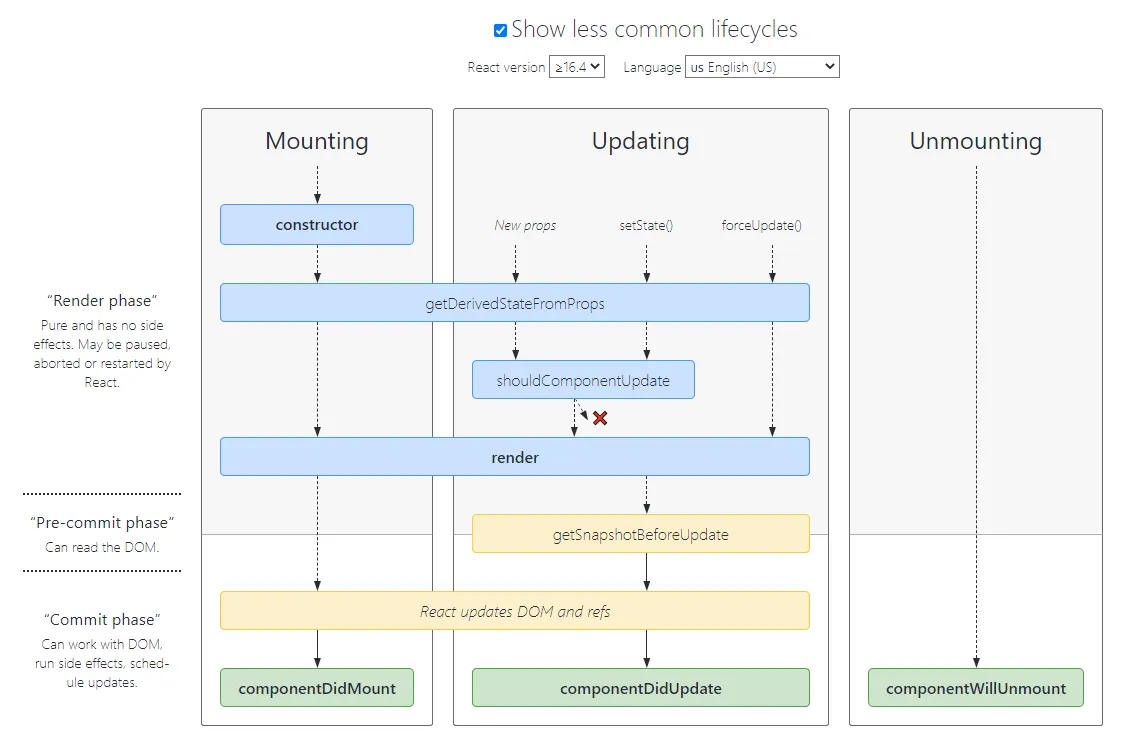 Show less common lifecycles
React version ≥16.4 Language us English (US)
Mounting
Updating
Unmounting
constructor
New props
setState()
forceUpdate()
“Render phase”
Pure and has no side
effects. May be paused,
aborted or restarted by
React.
getDerivedStateFromProps
shouldComponentUpdate
render
“Pre-commit phase”
Can read the DOM.
getSnapshotBeforeUpdate
“Commit phase”
Can work with DOM,
run side effects, sched-
ule updates.
React updates DOM and refs
componentDidMount
componentDidUpdate
componentWillUnmount